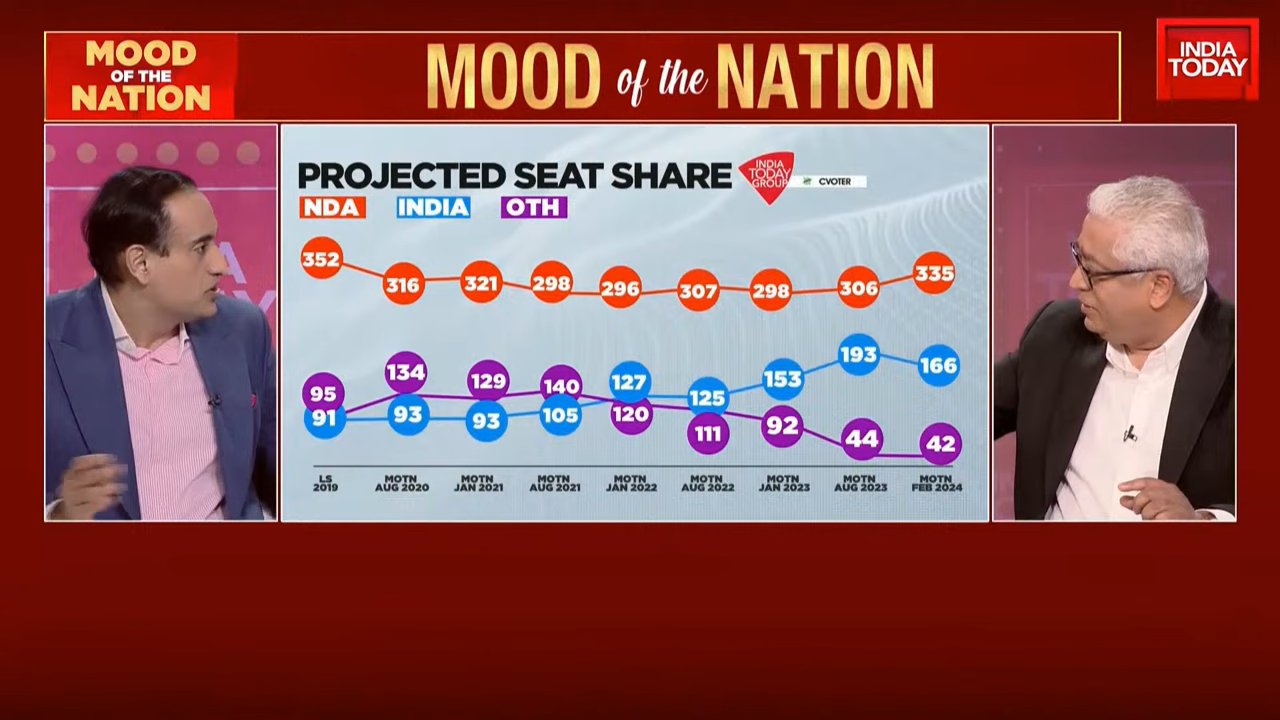 MOOD
OF THE
NATION
MOOD of the NATION
INDIA
TODAY
PROJECTED SEAT SHARE
INDIA
TODAY
GROUP
CVOTER
NDA INDIA OTH
352 316 321 298 296 307 298 306 335
95 134 129 140 127 125 153 193 166
91 93 93 105 120 111 92 44 42
LS MOTN MOTN MOTN MOTN MOTN MOTN MOTN MOTN
2019 AUG 2020 JAN 2021 AUG 2021 JAN 2022 AUG 2022 JAN 2023 AUG 2023 FEB 2024